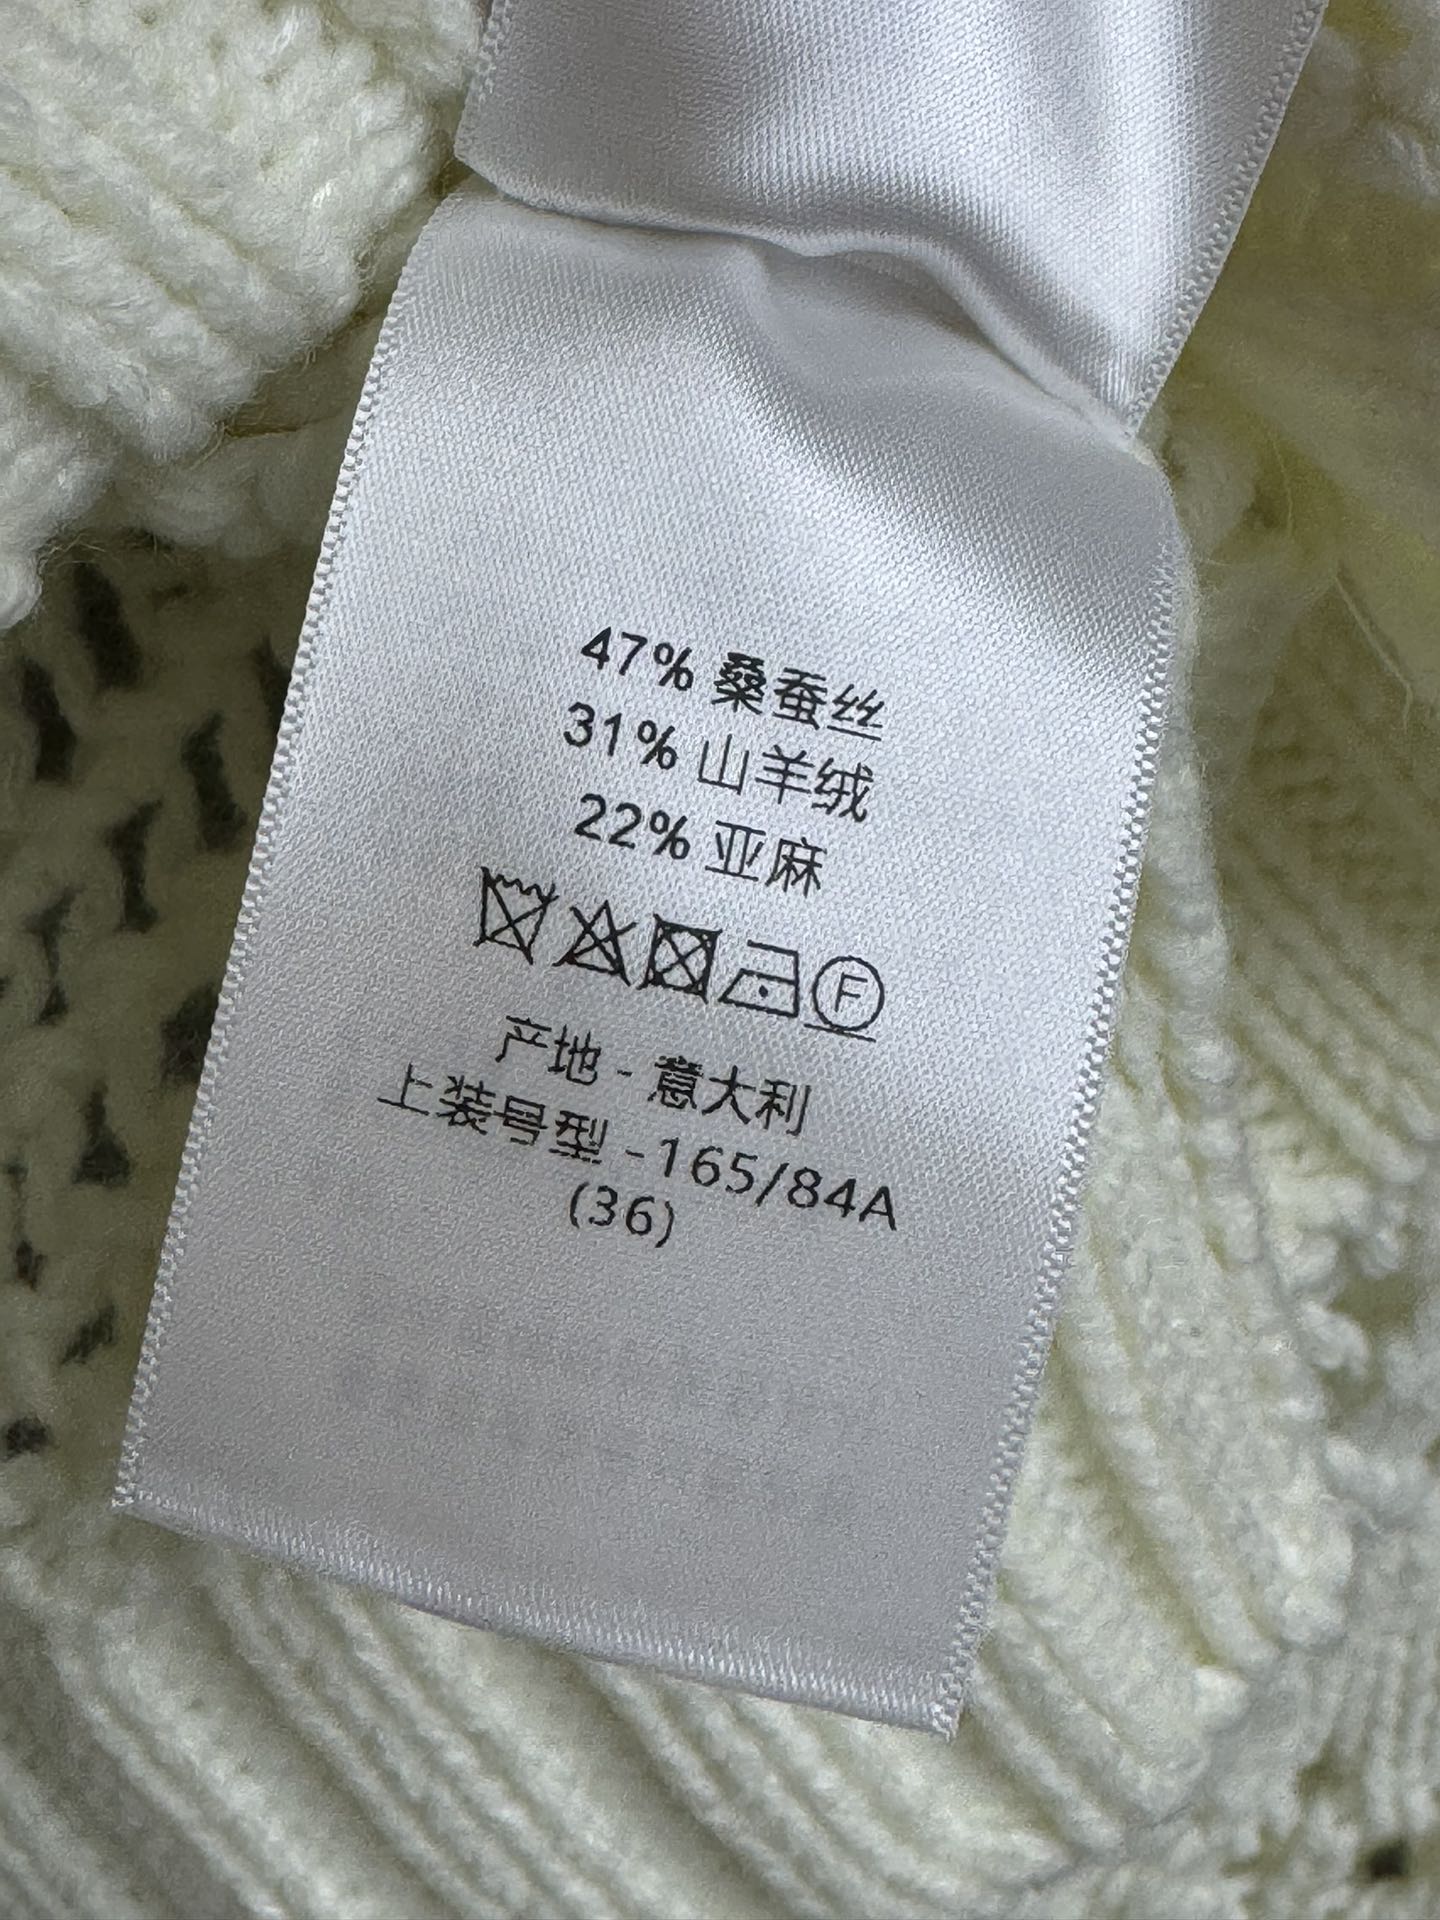 47% 桑蚕丝
31% 山羊绒
22% 亚麻
F
产地 - 意大利
上装号型 -165/84A
(36)